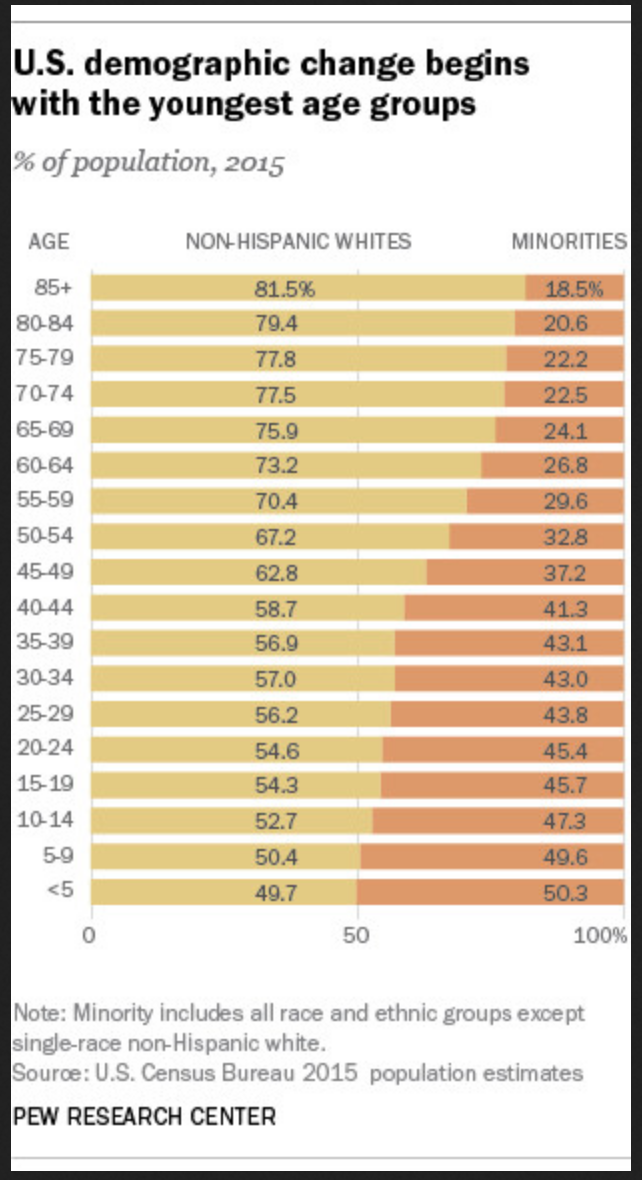 U.S. demographic change begins
with the youngest age groups
% of population, 2015
AGE NON-HISPANIC WHITES MINORITIES
85+ 81.5% 18.5%
80-84 79.4 20.6
75-79 77.8 22.2
70-74 77.5 22.5
65-69 75.9 24.1
60-64 73.2 26.8
55-59 70.4 29.6
50-54 67.2 32.8
45-49 62.8 37.2
40-44 58.7 41.3
35-39 56.9 43.1
30-34 57.0 43.0
25-29 56.2 43.8
20-24 54.6 45.4
15-19 54.3 45.7
10-14 52.7 47.3
5-9 50.4 49.6
<5 49.7 50.3
0 50 100%
Note: Minority includes all race and ethnic groups except
single-race non-Hispanic white.
Source: U.S. Census Bureau 2015 population estimates
PEW RESEARCH CENTER